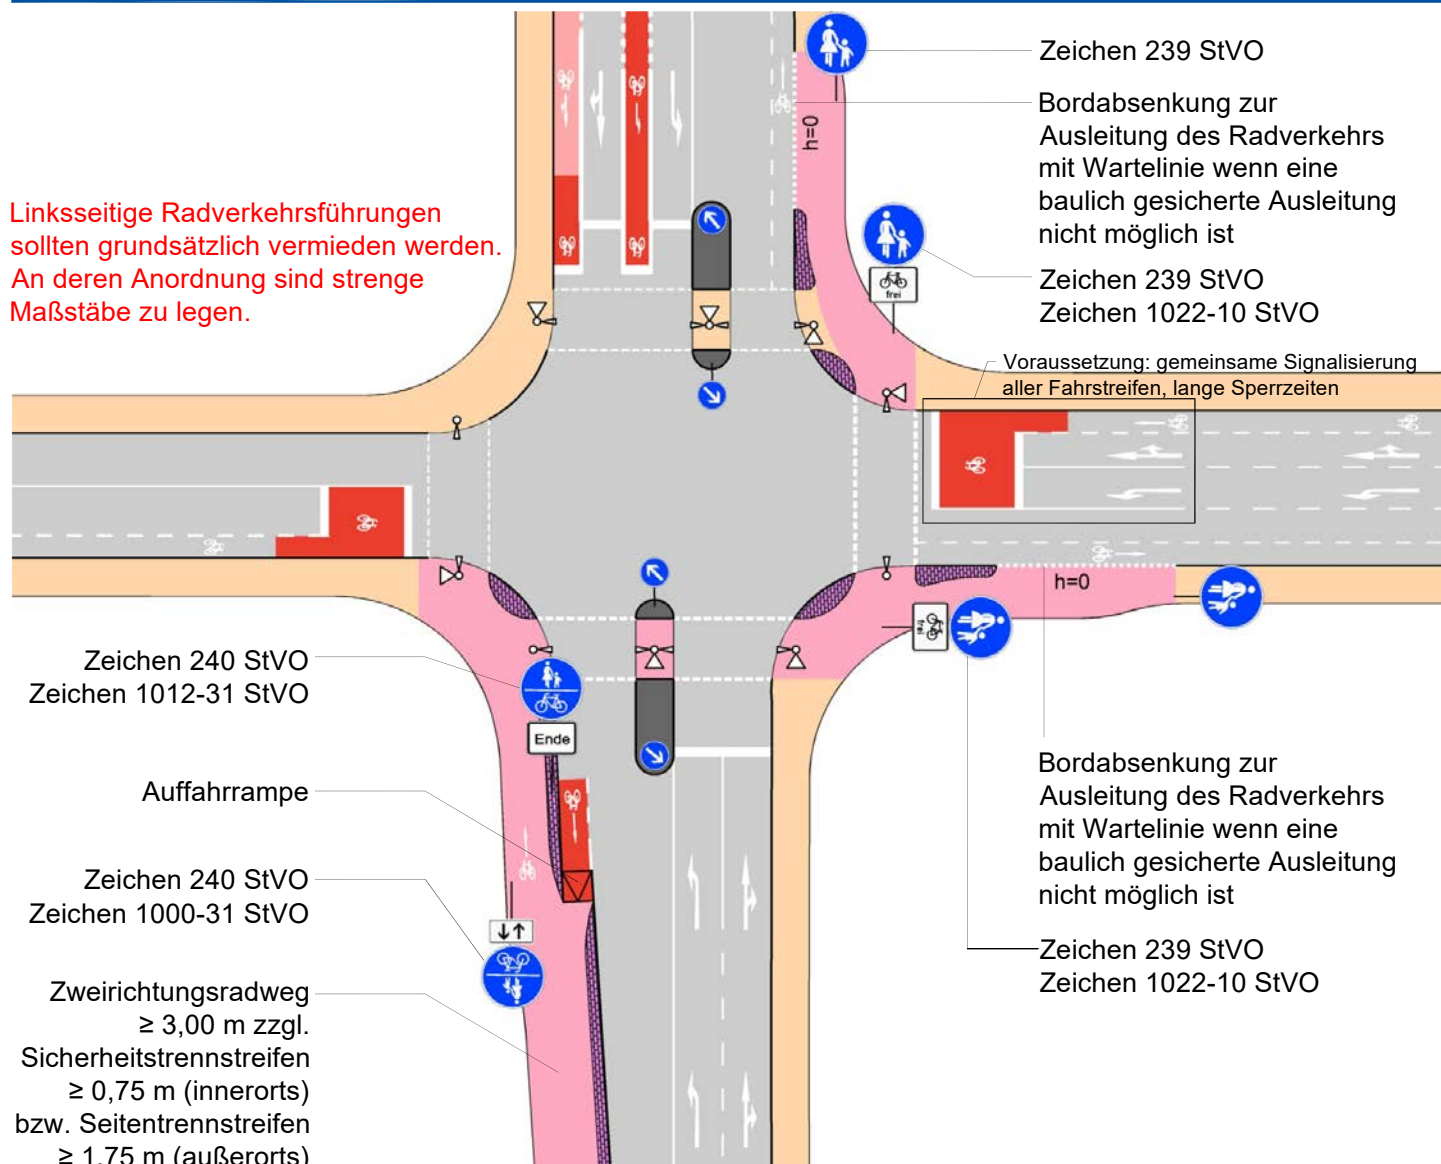 Zeichen 239 StVO
Bordabsenkung zur
Ausleitung des Radverkehrs
mit Wartelinie wenn eine
baulich gesicherte Ausleitung
nicht möglich ist
h=0
Linksseitige Radverkehrsführungen
sollten grundsätzlich vermieden werden.
An deren Anordnung sind strenge
Maßstäbe zu legen.
frei
Zeichen 239 StVO
Zeichen 1022-10 StVO
Voraussetzung: gemeinsame Signalisierung
aller Fahrstreifen, lange Sperrzeiten
h=0
frei
Zeichen 240 StVO
Zeichen 1012-31 StVO
Ende
Auffahrrampe
Zeichen 240 StVO
Zeichen 1000-31 StVO
Zweirichtungsradweg
≥ 3,00 m zzgl.
Sicherheitstrennstreifen
≥ 0,75 m (innerorts)
bzw. Seitentrennstreifen
≥ 1,75 m (außerorts)
Bordabsenkung zur
Ausleitung des Radverkehrs
mit Wartelinie wenn eine
baulich gesicherte Ausleitung
nicht möglich ist
Zeichen 239 StVO
Zeichen 1022-10 StVO